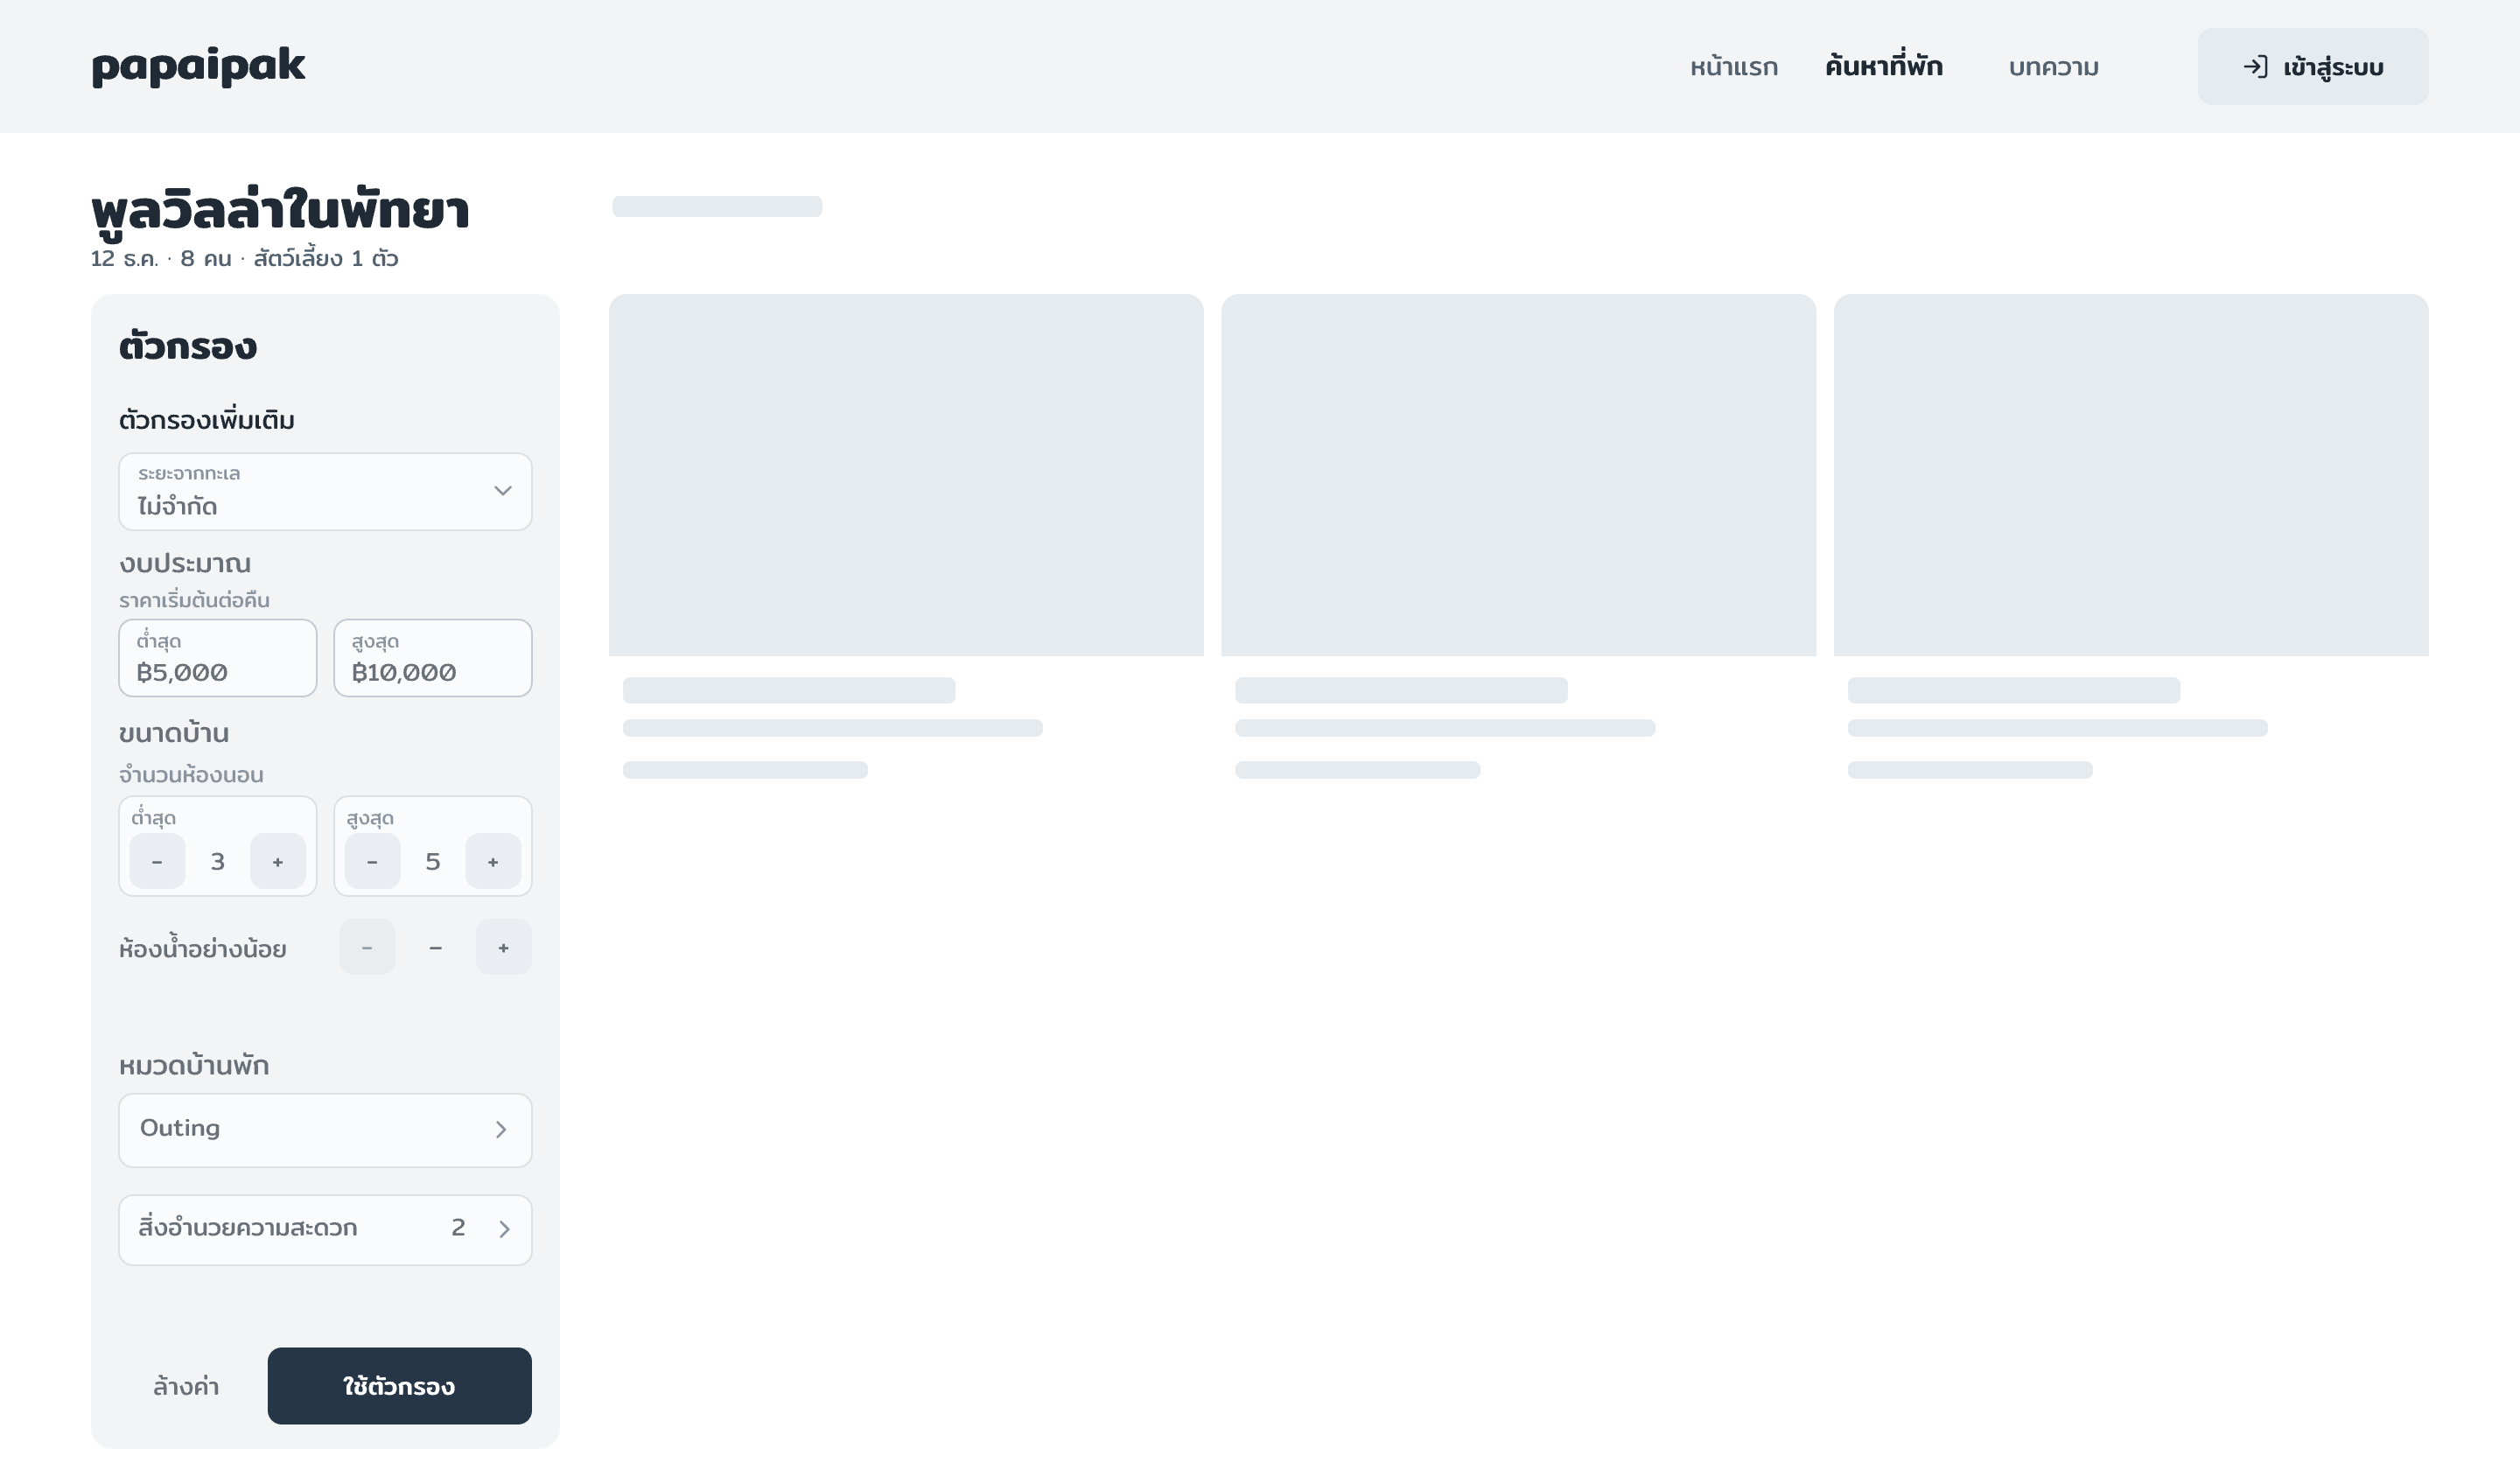 papaipak
หน้าแรก ค้นหาที่พัก บทความ เข้าสู่ระบบ
พูลวิลล่าในพัทยา
12 ธ.ค. · 8 คน · สัตว์เลี้ยง 1 ตัว
ตัวกรอง
ตัวกรองเพิ่มเติม
ระยะจากทะเล
ไม่จำกัด
งบประมาณ
ราคาเริ่มต้นต่อคืน
ต่ำสุด สูงสุด
฿5,000 ฿10,000
ขนาดบ้าน
จำนวนห้องนอน
ต่ำสุด สูงสุด
- 3 + - 5 +
ห้องน้ำอย่างน้อย - – +
หมวดบ้านพัก
Outing
สิ่งอำนวยความสะดวก 2
ล้างค่า ใช้ตัวกรอง